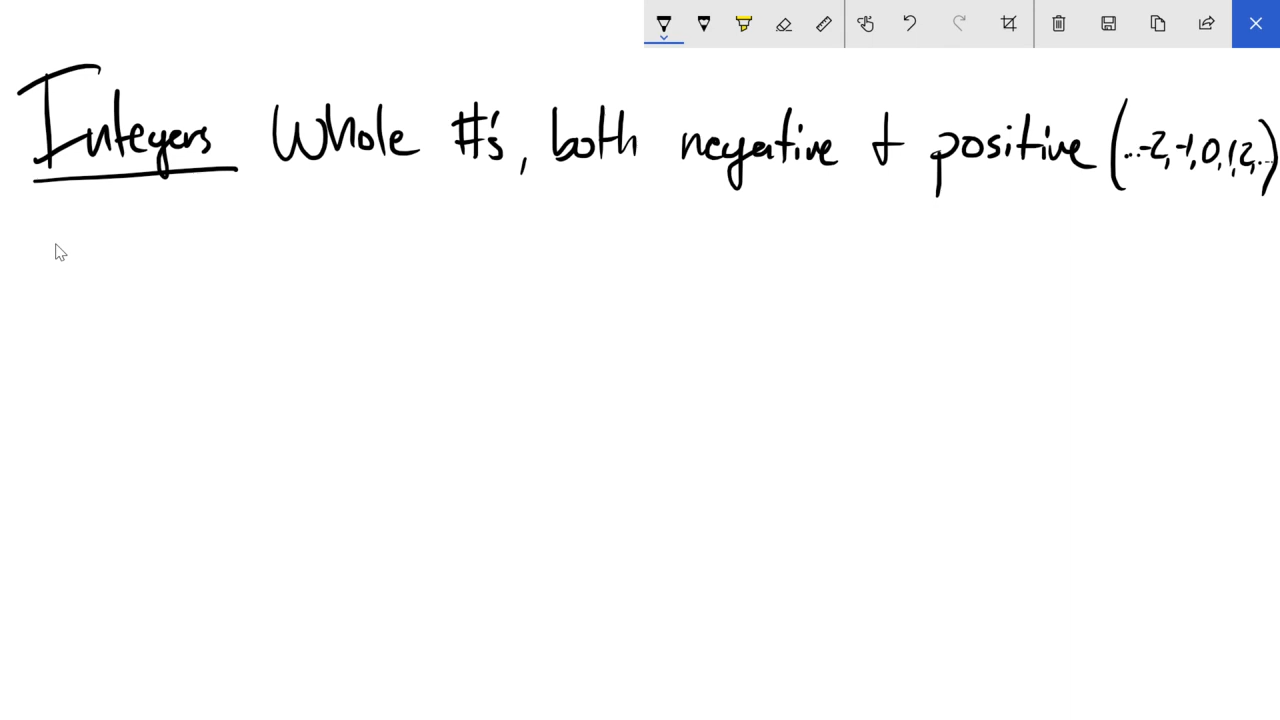 Integers Whole #'s, both negative + positive (...-2,-1,0,1,2,...)